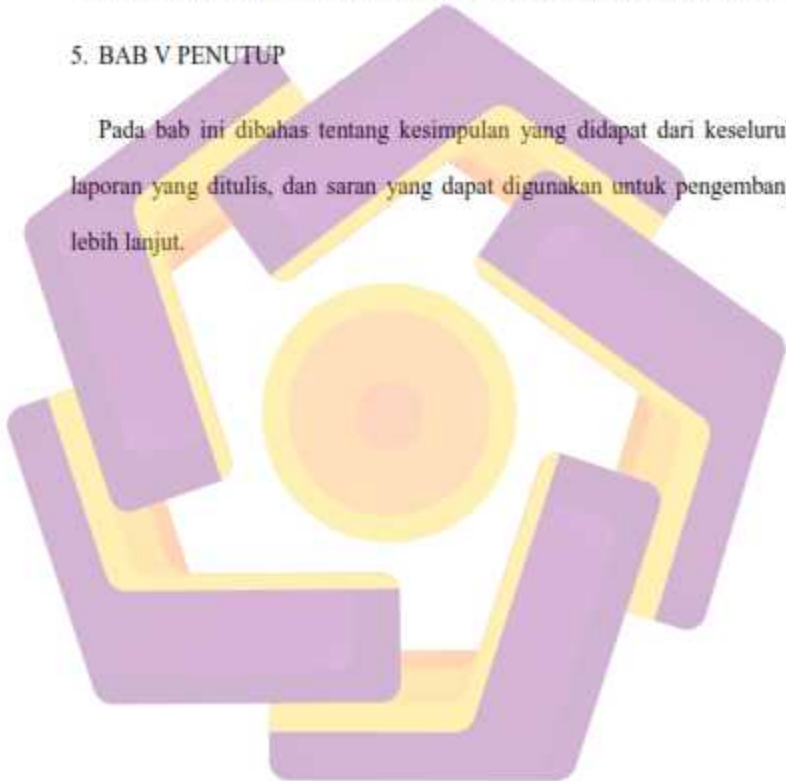 5. BAB V PENUTUP
Pada bab ini dibahas tentang kesimpulan yang didapat dari keseluru
laporan yang ditulis, dan saran yang dapat digunakan untuk pengemban
lebih lanjut.